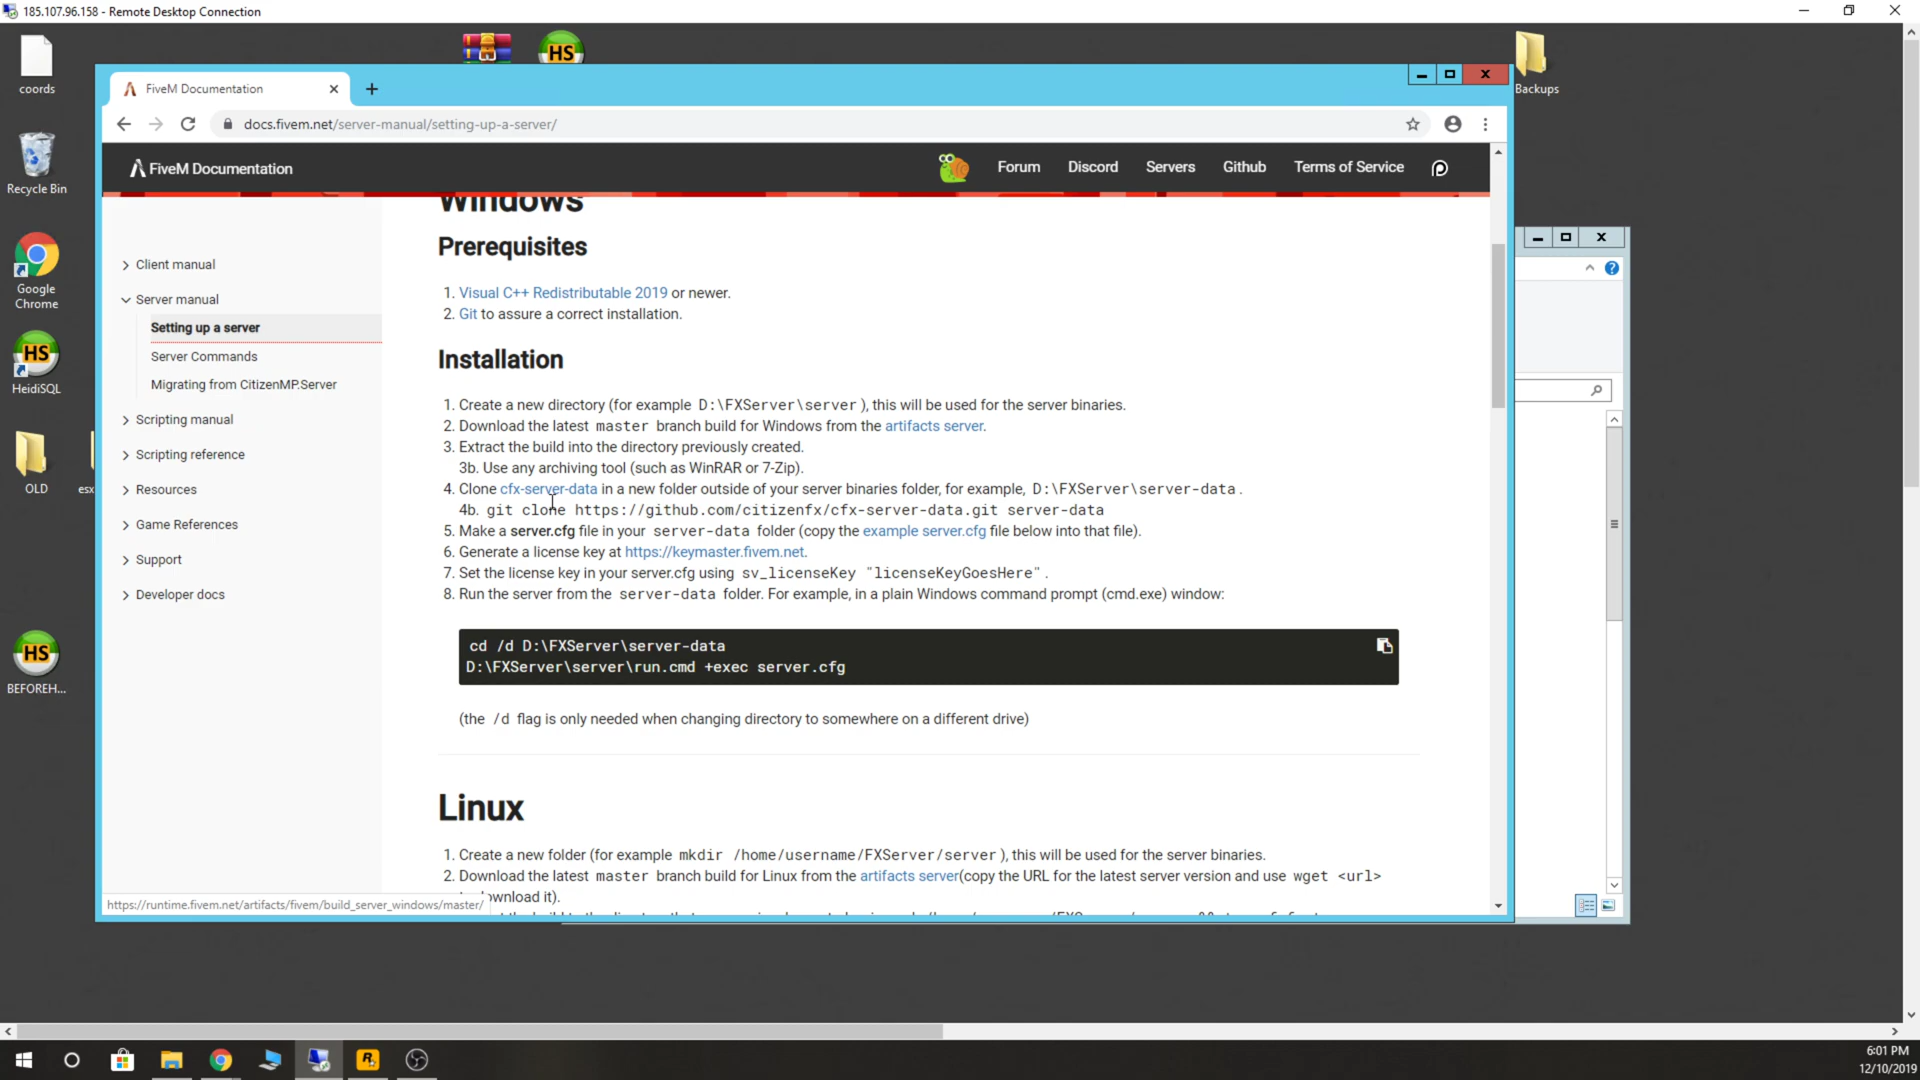 185.107.96.158 - Remote Desktop Connection
coords
Recycle Bin
Google
Chrome
HS
HeidiSQL
OLD
esx
HS
BEFOREH...
HS
Backups
FiveM Documentation
docs.fivem.net/server-manual/setting-up-a-server/
FiveM Documentation
Forum
Discord
Servers
Github
Terms of Service
Client manual
Server manual
Setting up a server
Server Commands
Migrating from CitizenMP.Server
Scripting manual
Scripting reference
Resources
Game References
Support
Developer docs
Windows
Prerequisites
1. Visual C++ Redistributable 2019 or newer.
2. Git to assure a correct installation.
Installation
1. Create a new directory (for example D:\FXServer\server), this will be used for the server binaries.
2. Download the latest master branch build for Windows from the artifacts server.
3. Extract the build into the directory previously created.
3b. Use any archiving tool (such as WinRAR or 7-Zip).
4. Clone cfx-server-data in a new folder outside of your server binaries folder, for example, D:\FXServer\server-data.
4b. git clone https://github.com/citizenfx/cfx-server-data.git server-data
5. Make a server.cfg file in your server-data folder (copy the example server.cfg file below into that file).
6. Generate a license key at https://keymaster.fivem.net.
7. Set the license key in your server.cfg using sv_licenseKey "licenseKeyGoesHere".
8. Run the server from the server-data folder. For example, in a plain Windows command prompt (cmd.exe) window:
cd /d D:\FXServer\server-data
D:\FXServer\server\run.cmd +exec server.cfg
(the /d flag is only needed when changing directory to somewhere on a different drive)
Linux
1. Create a new folder (for example mkdir /home/username/FXServer/server), this will be used for the server binaries.
2. Download the latest master branch build for Linux from the artifacts server(copy the URL for the latest server version and use wget <url>
download it).
https://runtime.fivem.net/artifacts/fivem/build_server_windows/master/
6:01 PM
12/10/2019